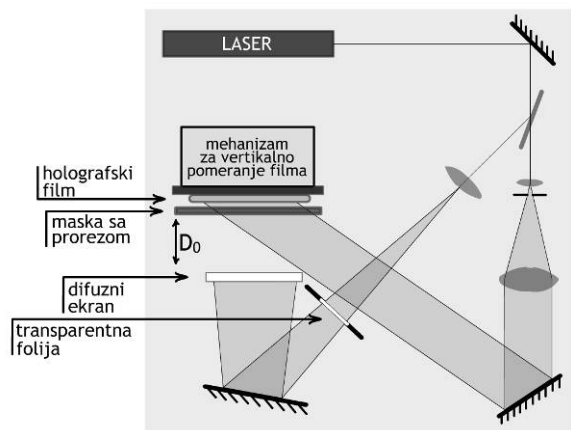 LASER
mehanizam
za vertikalno
pomeranje filma
holografski
film
maska sa
prorezom
D₀
difuzni
ekran
transparentna
folija